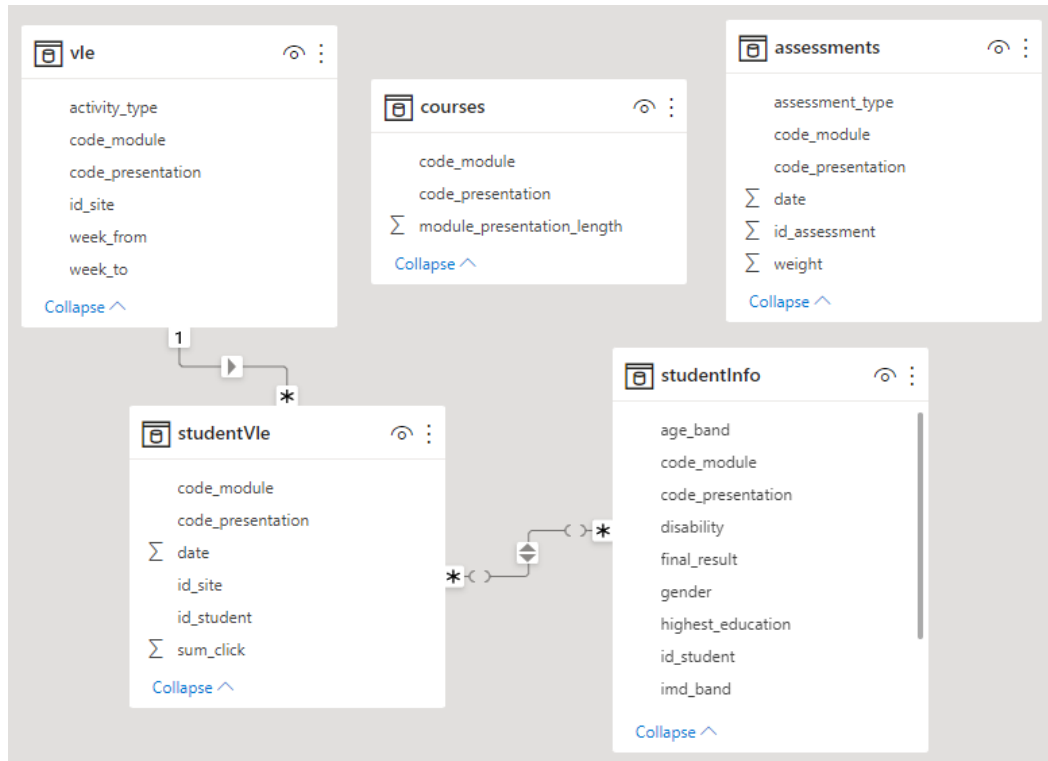 vle
activity_type
code_module
code_presentation
id_site
week_from
week_to
Collapse
courses
code_module
code_presentation
Σ module_presentation_length
Collapse
assessments
assessment_type
code_module
code_presentation
Σ date
Σ id_assessment
Σ weight
Collapse
1
*
studentVle
code_module
code_presentation
Σ date
id_site
id_student
Σ sum_click
Collapse
*
*
studentInfo
age_band
code_module
code_presentation
disability
final_result
gender
highest_education
id_student
imd_band
Collapse